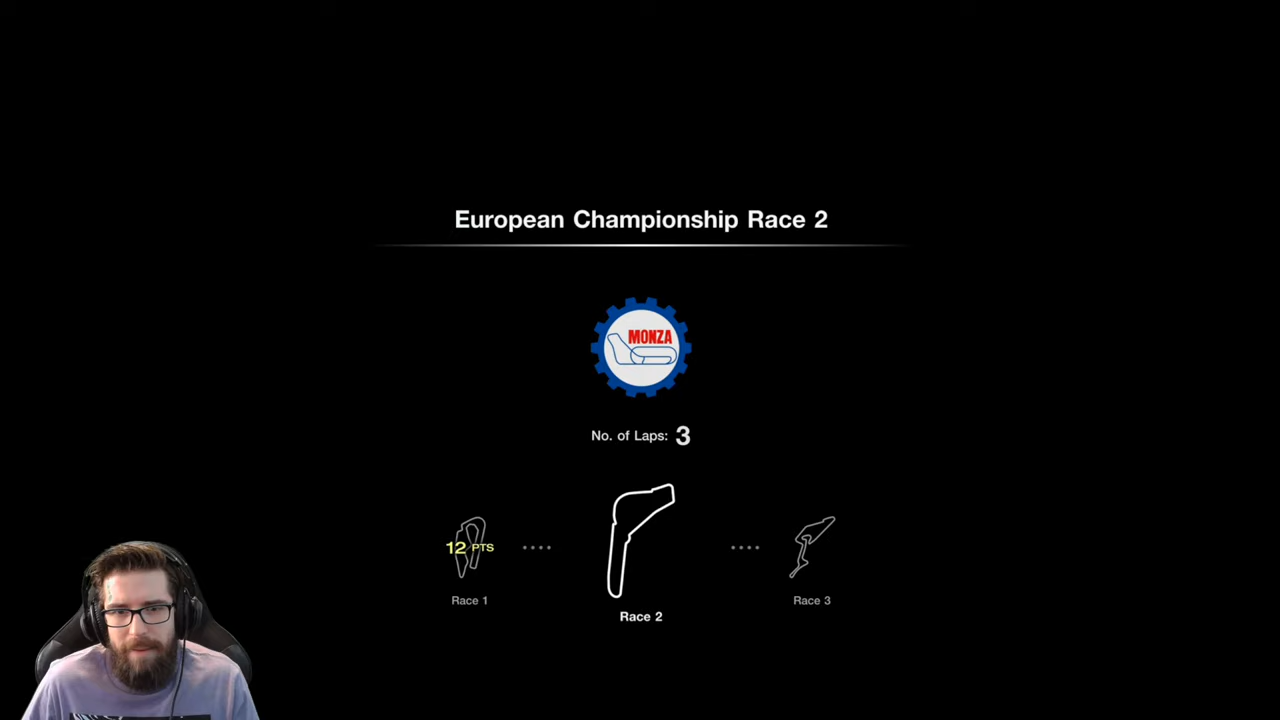 European Championship Race 2
MONZA
No. of Laps: 3
12 PTS
Race 1
Race 2
Race 3